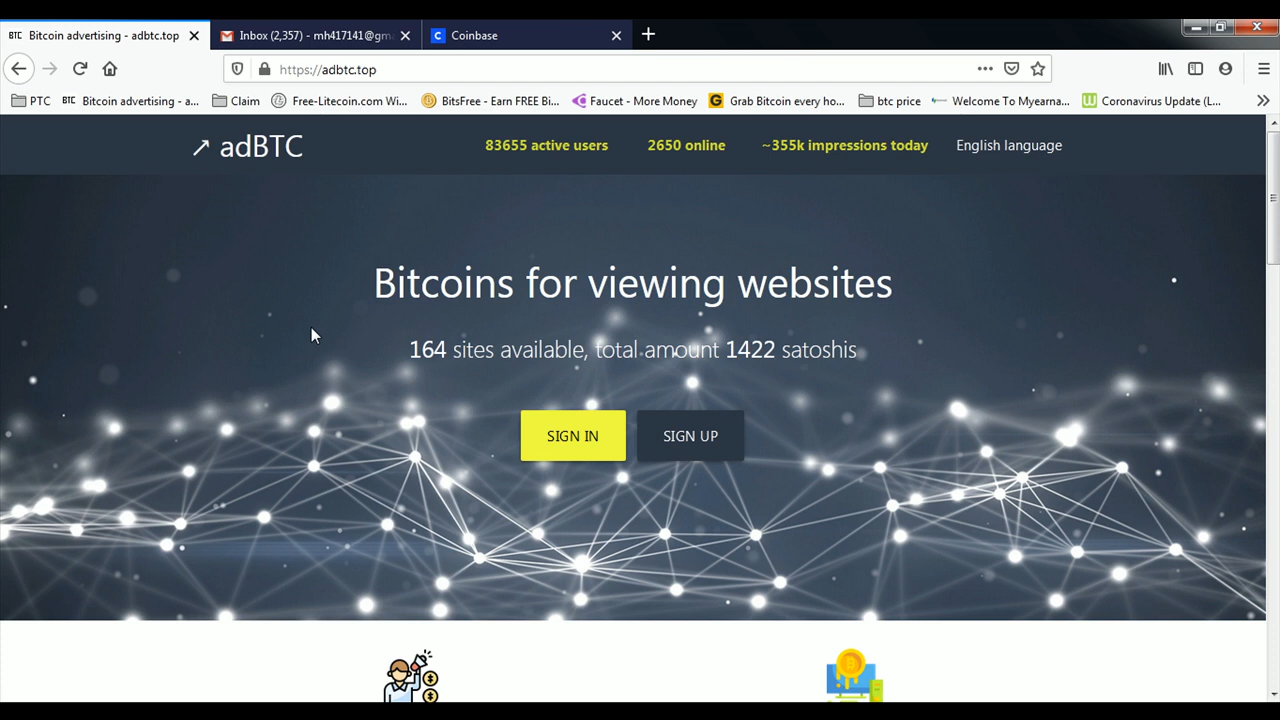 BTC Bitcoin advertising - adbtc.top
Inbox (2,357) - mh417141@gm
Coinbase
https://adbtc.top
PTC
BTC Bitcoin advertising - a...
Claim
Free-Litecoin.com Wi...
BitsFree - Earn FREE Bi...
Faucet - More Money
Grab Bitcoin every ho...
btc price
Welcome To Myearna...
Coronavirus Update (L...
adBTC
83655 active users
2650 online
~355k impressions today
English language
Bitcoins for viewing websites
164 sites available, total amount 1422 satoshis
SIGN IN
SIGN UP